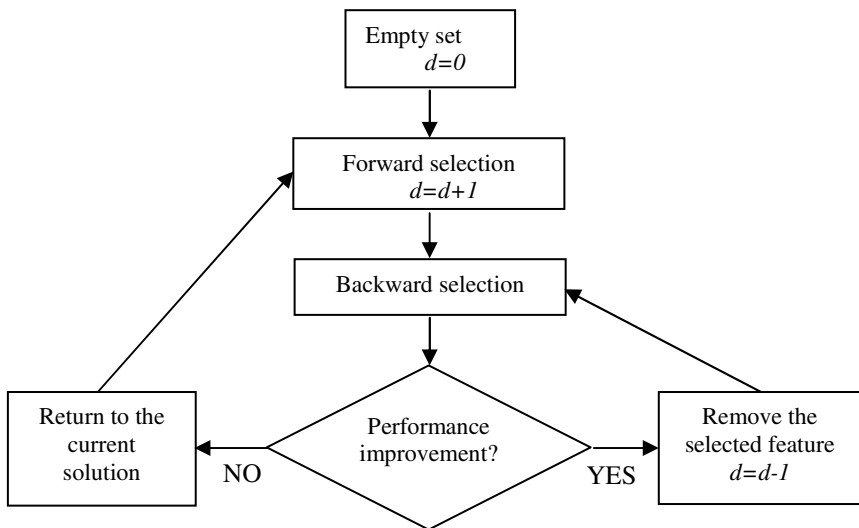 Empty set
d=0
Forward selection
d=d+1
Backward selection
Performance
improvement?
NO
YES
Return to the
current
solution
Remove the
selected feature
d=d-1